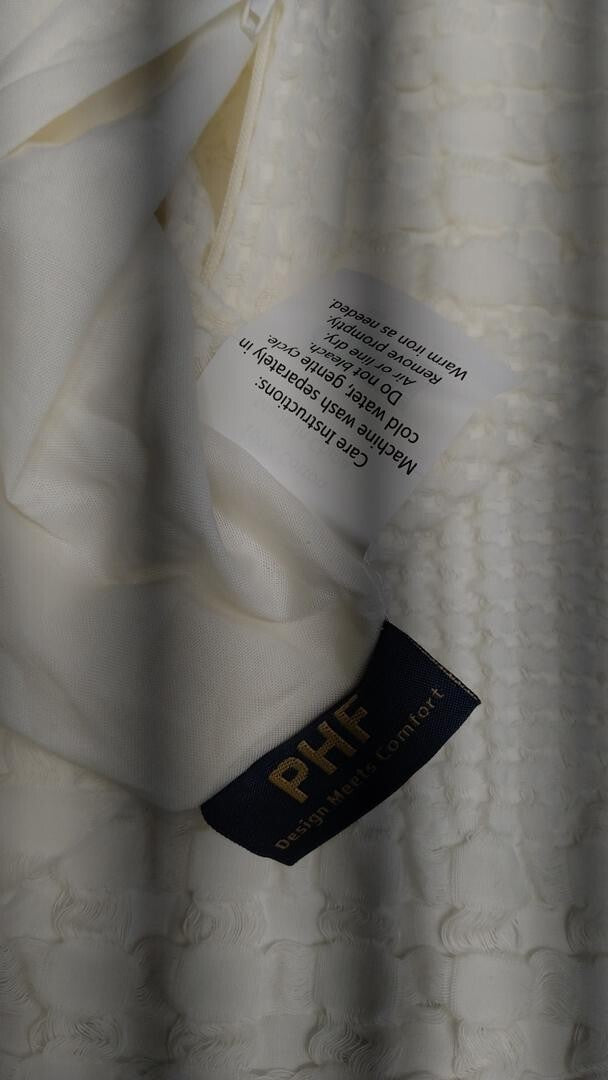 Care Instructions:
Machine wash separately in
cold water, gentle cycle.
Do not bleach.
Air or line dry.
Remove promptly.
Warm iron as needed.
PHF
Design Meets Comfort